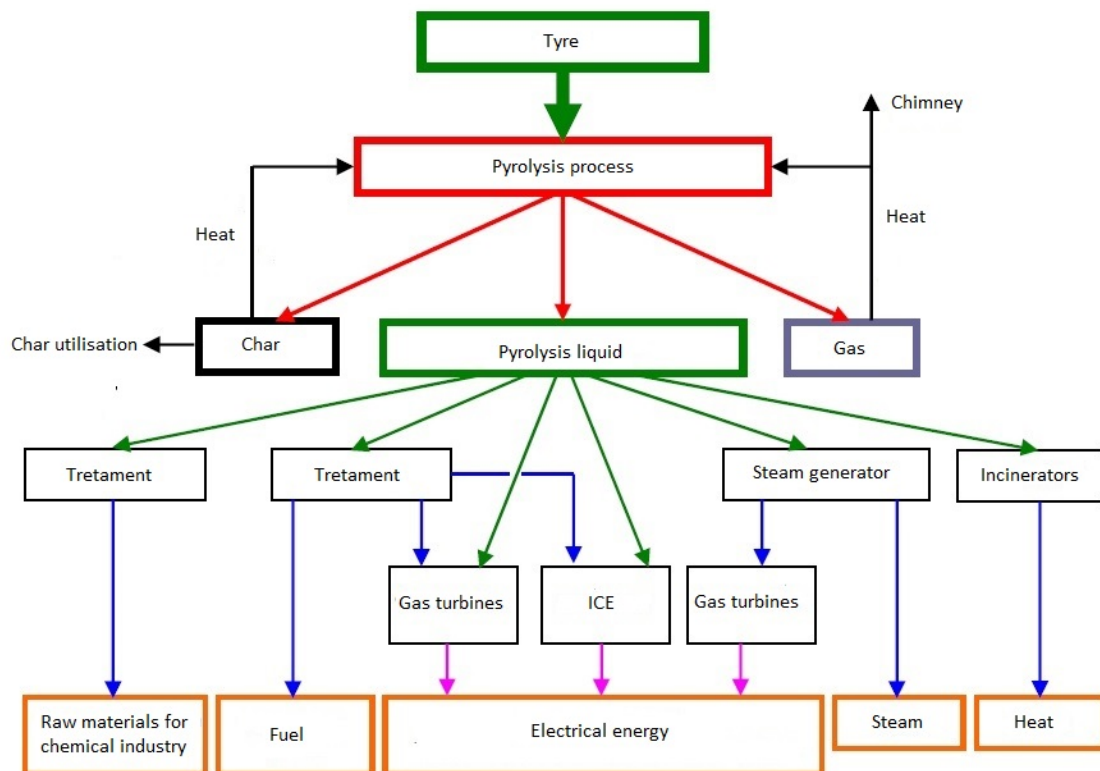 Tyre
Chimney
Pyrolysis process
Heat
Heat
Char utilisation
Char
Pyrolysis liquid
Gas
Tretament
Tretament
Steam generator
Incinerators
Gas turbines
ICE
Gas turbines
Raw materials for
chemical industry
Fuel
Electrical energy
Steam
Heat